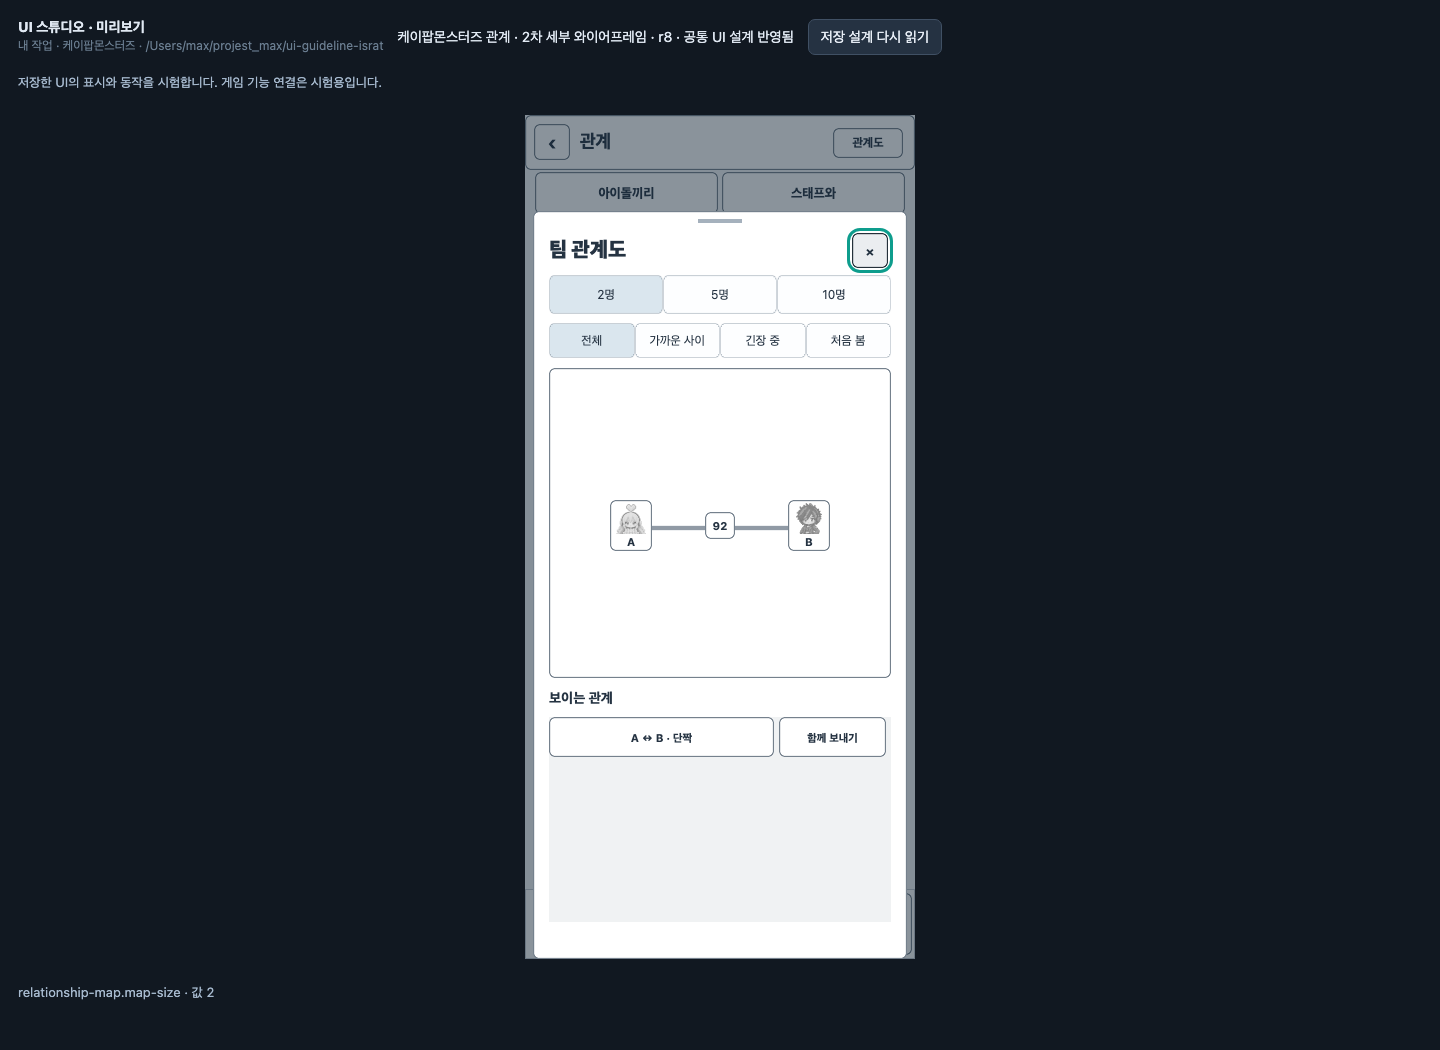 UI 스튜디오 · 미리보기
내 작업 · 케이팝몬스터즈 · /Users/max/projest_max/ui-guideline-israt
케이팝몬스터즈 관계 · 2차 세부 와이어프레임 · r8 · 공통 UI 설계 반영됨
저장 설계 다시 읽기
저장한 UI의 표시와 동작을 시험합니다. 게임 기능 연결은 시험용입니다.
‹ 관계
관계도
아이돌끼리
스태프와
팀 관계도
×
2명
5명
10명
전체
가까운 사이
긴장 중
처음 봄
92
A
B
보이는 관계
A ↔ B · 단짝
함께 보내기
relationship-map.map-size · 값 2